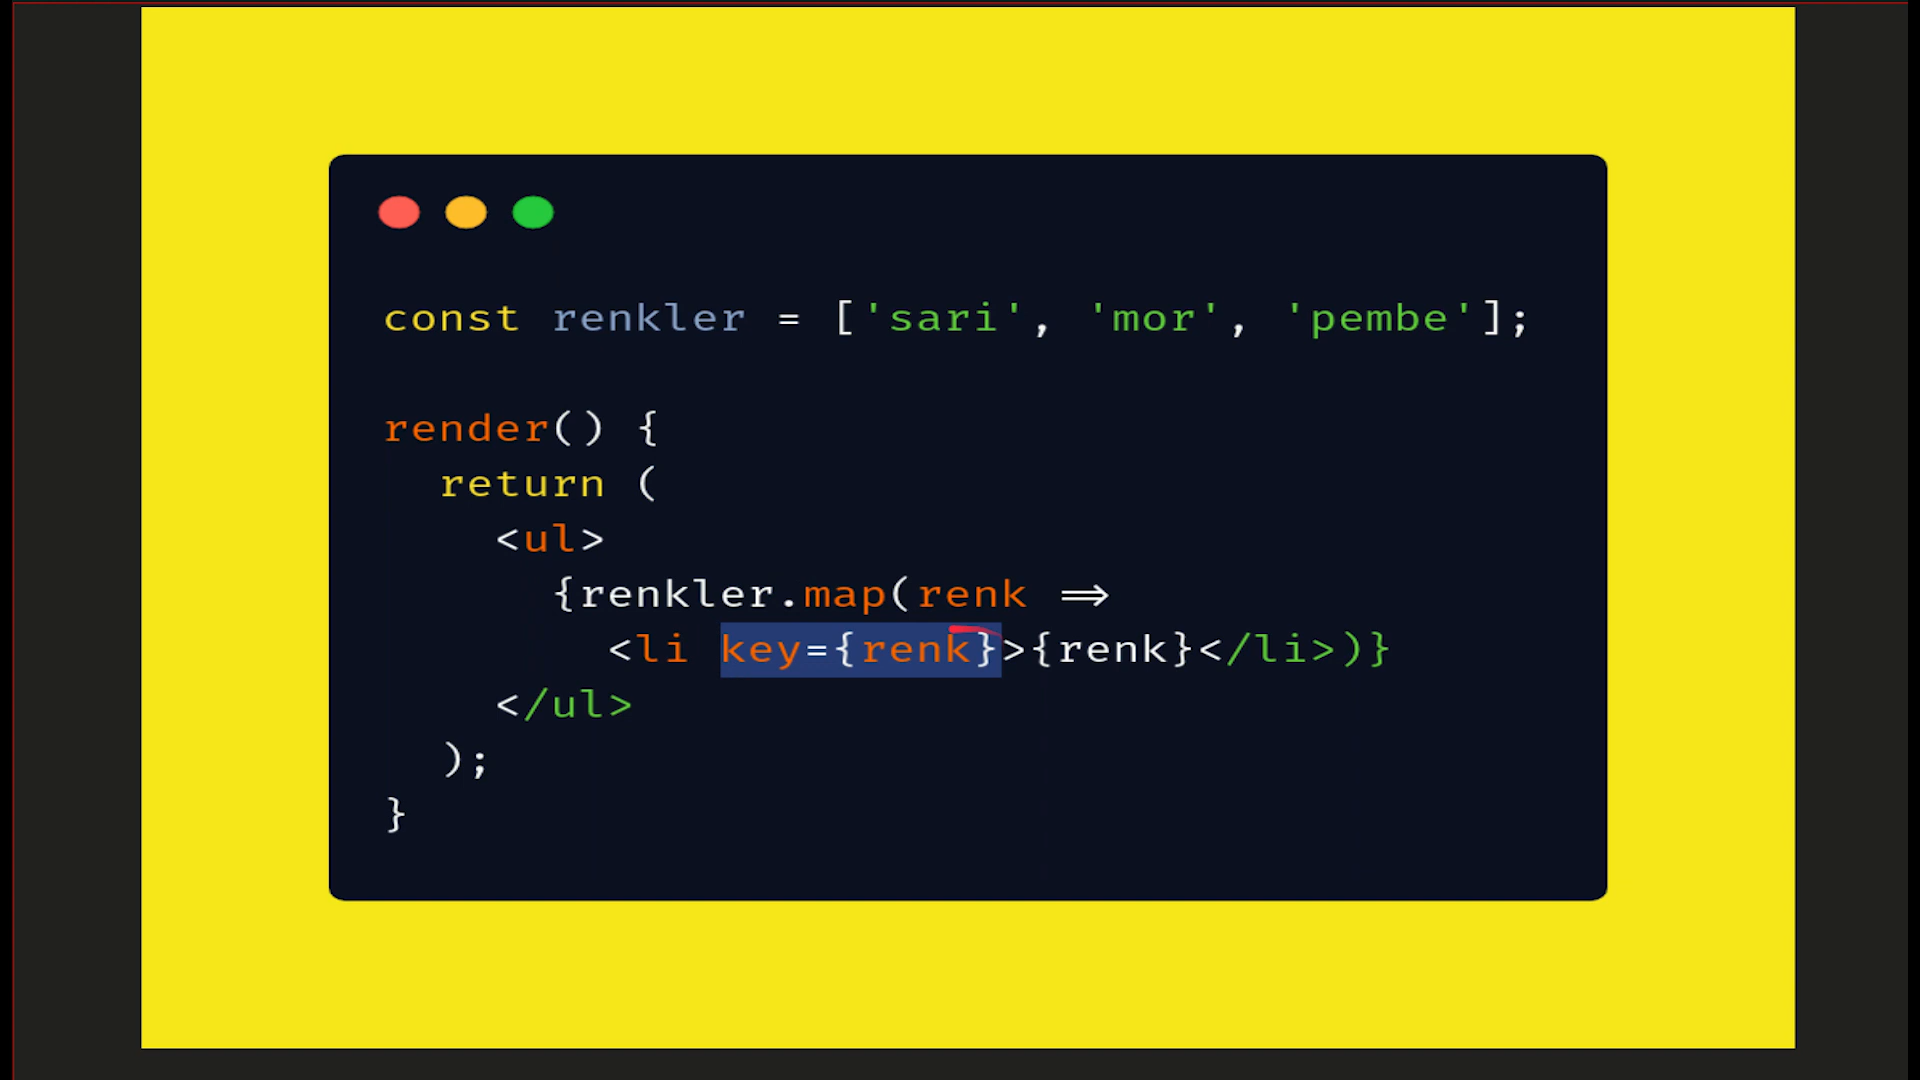 const renkler = ['sari', 'mor', 'pembe'];
render() {
return (
<ul>
{renkler.map(renk =>
<li key={renk}>{renk}</li>)}
</ul>
);
}